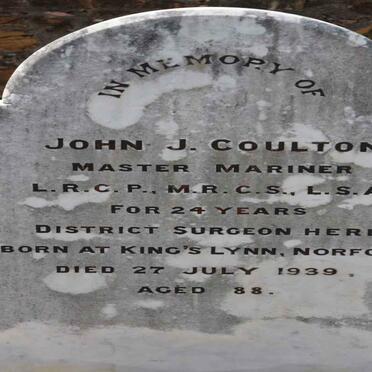 IN MEMORY OF
JOHN J. COULTON
MASTER MARINER
L.R.C.P., M.R.C.S., L.S.A
FOR 24 YEARS
DISTRICT SURGEON HERE
BORN AT KING'S LYNN, NORFO
DIED 27 JULY 1939.
AGED 88.